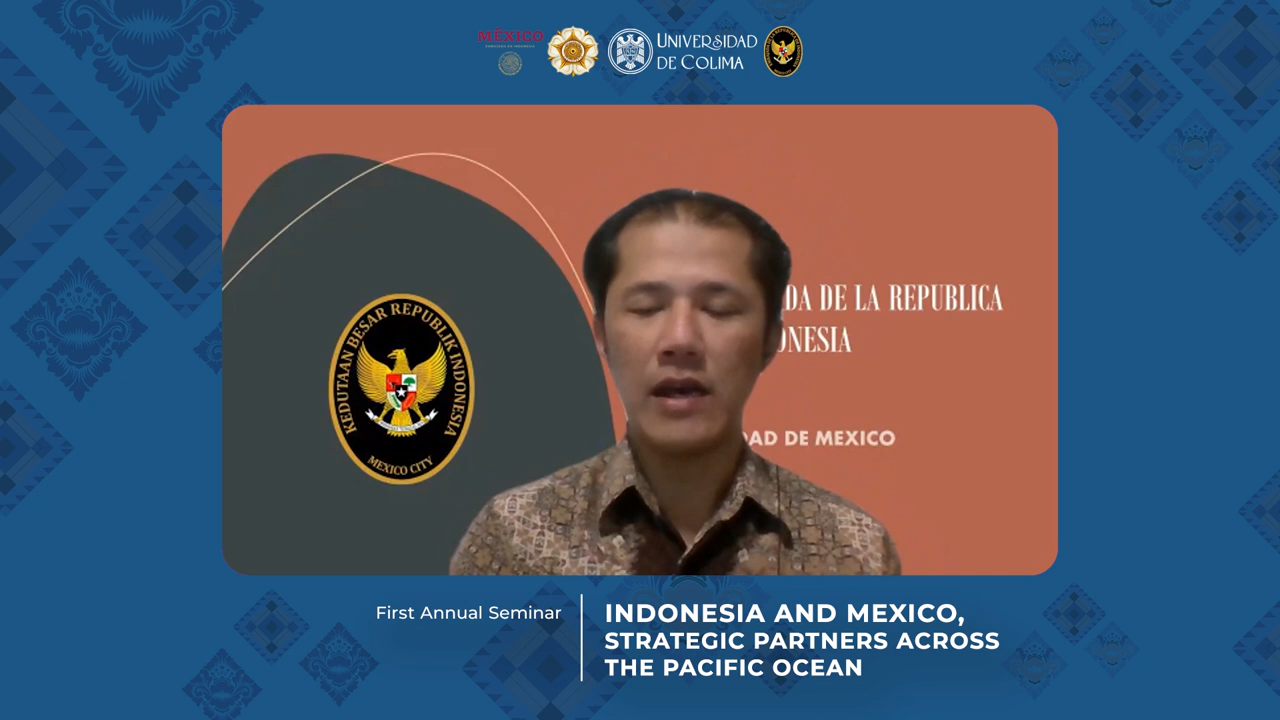 MÉXICO
UNIVERSIDAD
DE COLIMA
KEDUTAAN BESAR REPUBLIK INDONESIA
MEXICO CITY
DA DE LA REPUBLICA
ONESIA
DAD DE MEXICO
First Annual Seminar
INDONESIA AND MEXICO,
STRATEGIC PARTNERS ACROSS
THE PACIFIC OCEAN